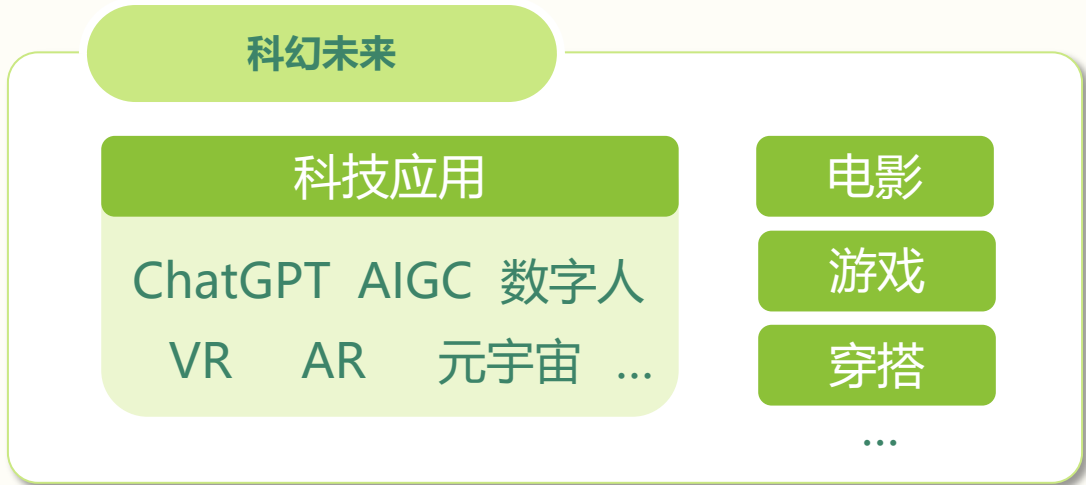 科幻未来
科技应用
ChatGPT AIGC 数字人
VR AR 元宇宙 ...
电影
游戏
穿搭
...